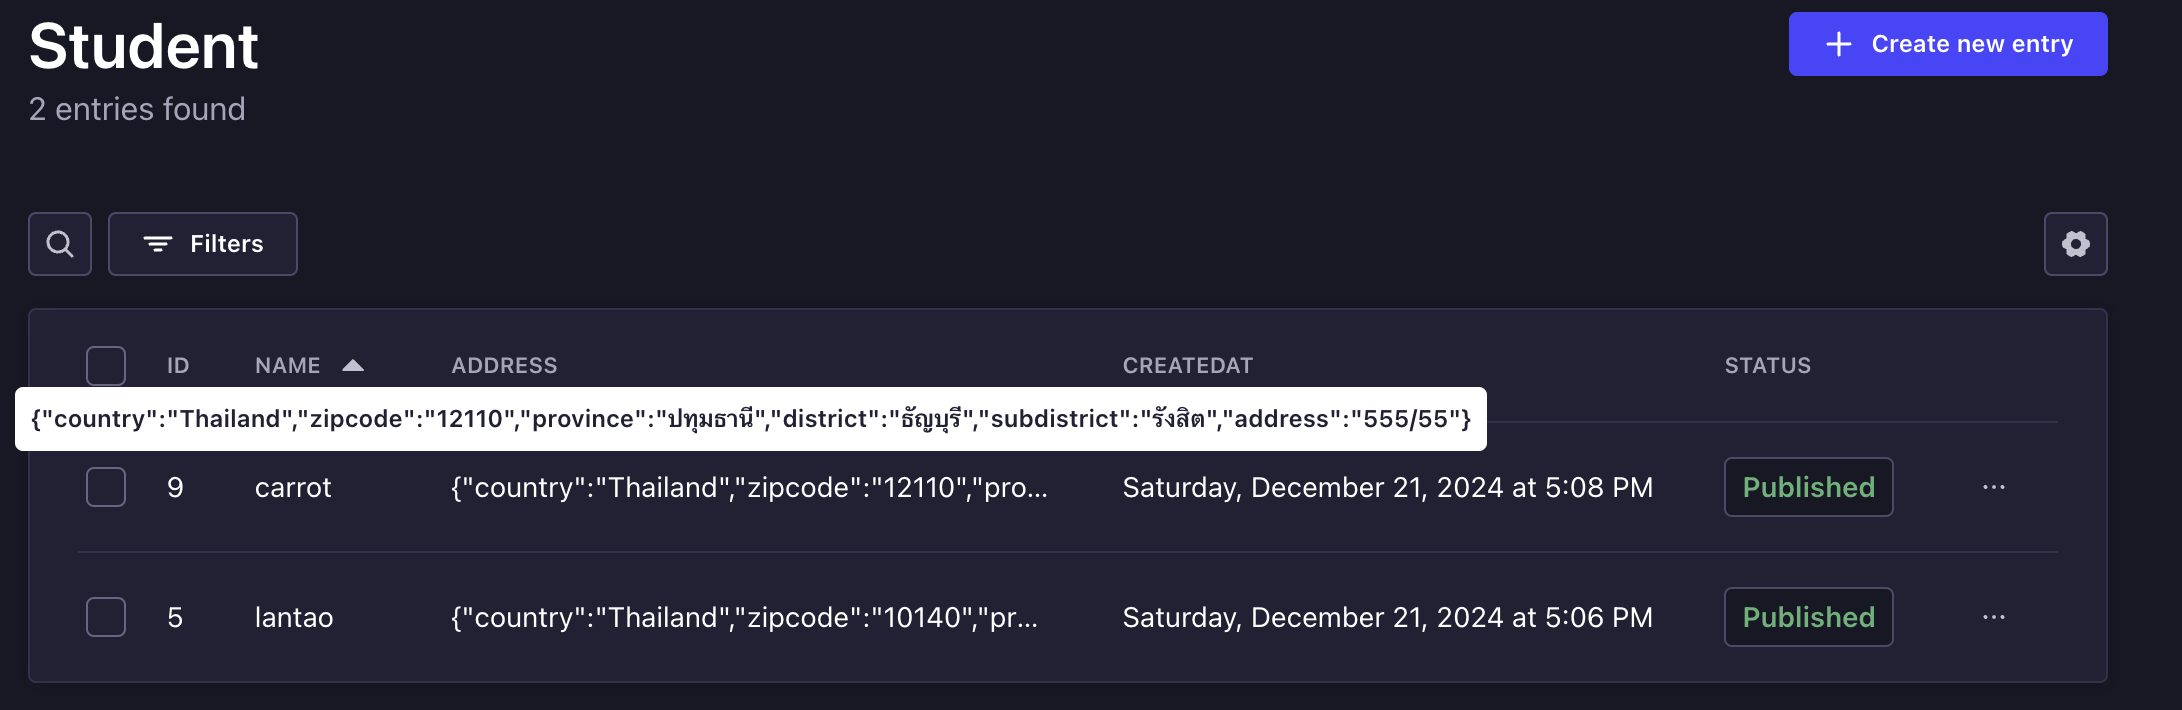 Student
Create new entry
2 entries found
Filters
ID NAME ADDRESS CREATEDAT STATUS
{"country":"Thailand","zipcode":"12110","province":"ปทุมธานี","district":"ธัญบุรี","subdistrict":"รังสิต","address":"555/55"}
9 carrot {"country":"Thailand","zipcode":"12110","pro... Saturday, December 21, 2024 at 5:08 PM Published
5 lantao {"country":"Thailand","zipcode":"10140","pr... Saturday, December 21, 2024 at 5:06 PM Published